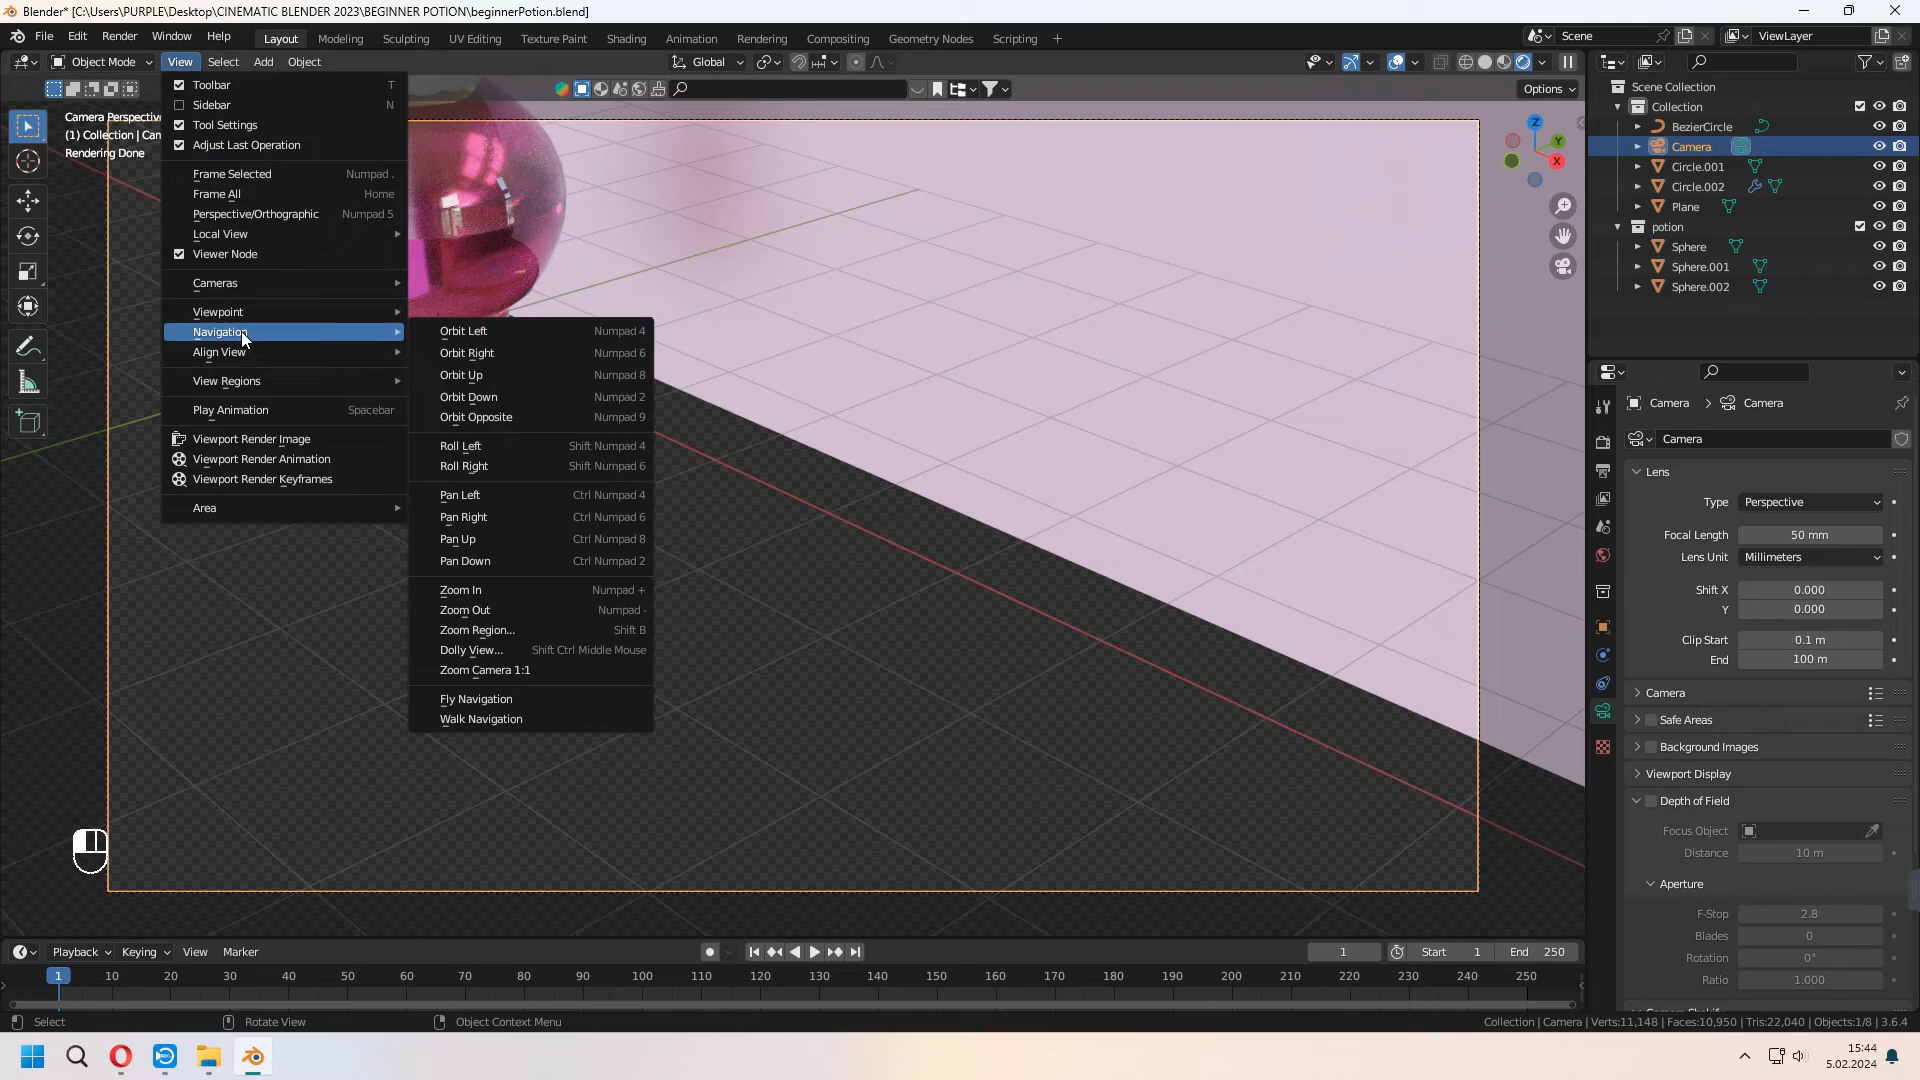 Blender* [C:\Users\PURPLE\Desktop\CINEMATIC BLENDER 2023\BEGINNER POTION\beginnerPotion.blend]
File Edit Render Window Help
Layout Modeling Sculpting UV Editing Texture Paint Shading Animation Rendering Compositing Geometry Nodes Scripting +
Scene
ViewLayer
Object Mode View Select Add Object
Global
Options
Camera Perspective
(1) Collection | Cam
Rendering Done
Toolbar T
Sidebar N
Tool Settings
Adjust Last Operation
Frame Selected Numpad .
Frame All Home
Perspective/Orthographic Numpad 5
Local View
Viewer Node
Cameras
Viewpoint
Navigation
Align View
View Regions
Play Animation Spacebar
Viewport Render Image
Viewport Render Animation
Viewport Render Keyframes
Area
Orbit Left Numpad 4
Orbit Right Numpad 6
Orbit Up Numpad 8
Orbit Down Numpad 2
Orbit Opposite Numpad 9
Roll Left Shift Numpad 4
Roll Right Shift Numpad 6
Pan Left Ctrl Numpad 4
Pan Right Ctrl Numpad 6
Pan Up Ctrl Numpad 8
Pan Down Ctrl Numpad 2
Zoom In Numpad +
Zoom Out Numpad -
Zoom Region... Shift B
Dolly View... Shift Ctrl Middle Mouse
Zoom Camera 1:1
Fly Navigation
Walk Navigation
Z
Y
X
Scene Collection
Collection
BezierCircle
Camera
Circle.001
Circle.002
Plane
potion
Sphere
Sphere.001
Sphere.002
Camera > Camera
Camera
Lens
Type Perspective
Focal Length 50 mm
Lens Unit Millimeters
Shift X 0.000
Y 0.000
Clip Start 0.1 m
End 100 m
Camera
Safe Areas
Background Images
Viewport Display
Depth of Field
Focus Object
Distance 10 m
Aperture
F-Stop 2.8
Blades 0
Rotation 0°
Ratio 1.000
Playback Keying View Marker
1 Start 1 End 250
1 10 20 30 40 50 60 70 80 90 100 110 120 130 140 150 160 170 180 190 200 210 220 230 240 250
Select Rotate View Object Context Menu
Collection | Camera | Verts:11,148 | Faces:10,950 | Tris:22,040 | Objects:1/8 | 3.6.4
15:44
5.02.2024